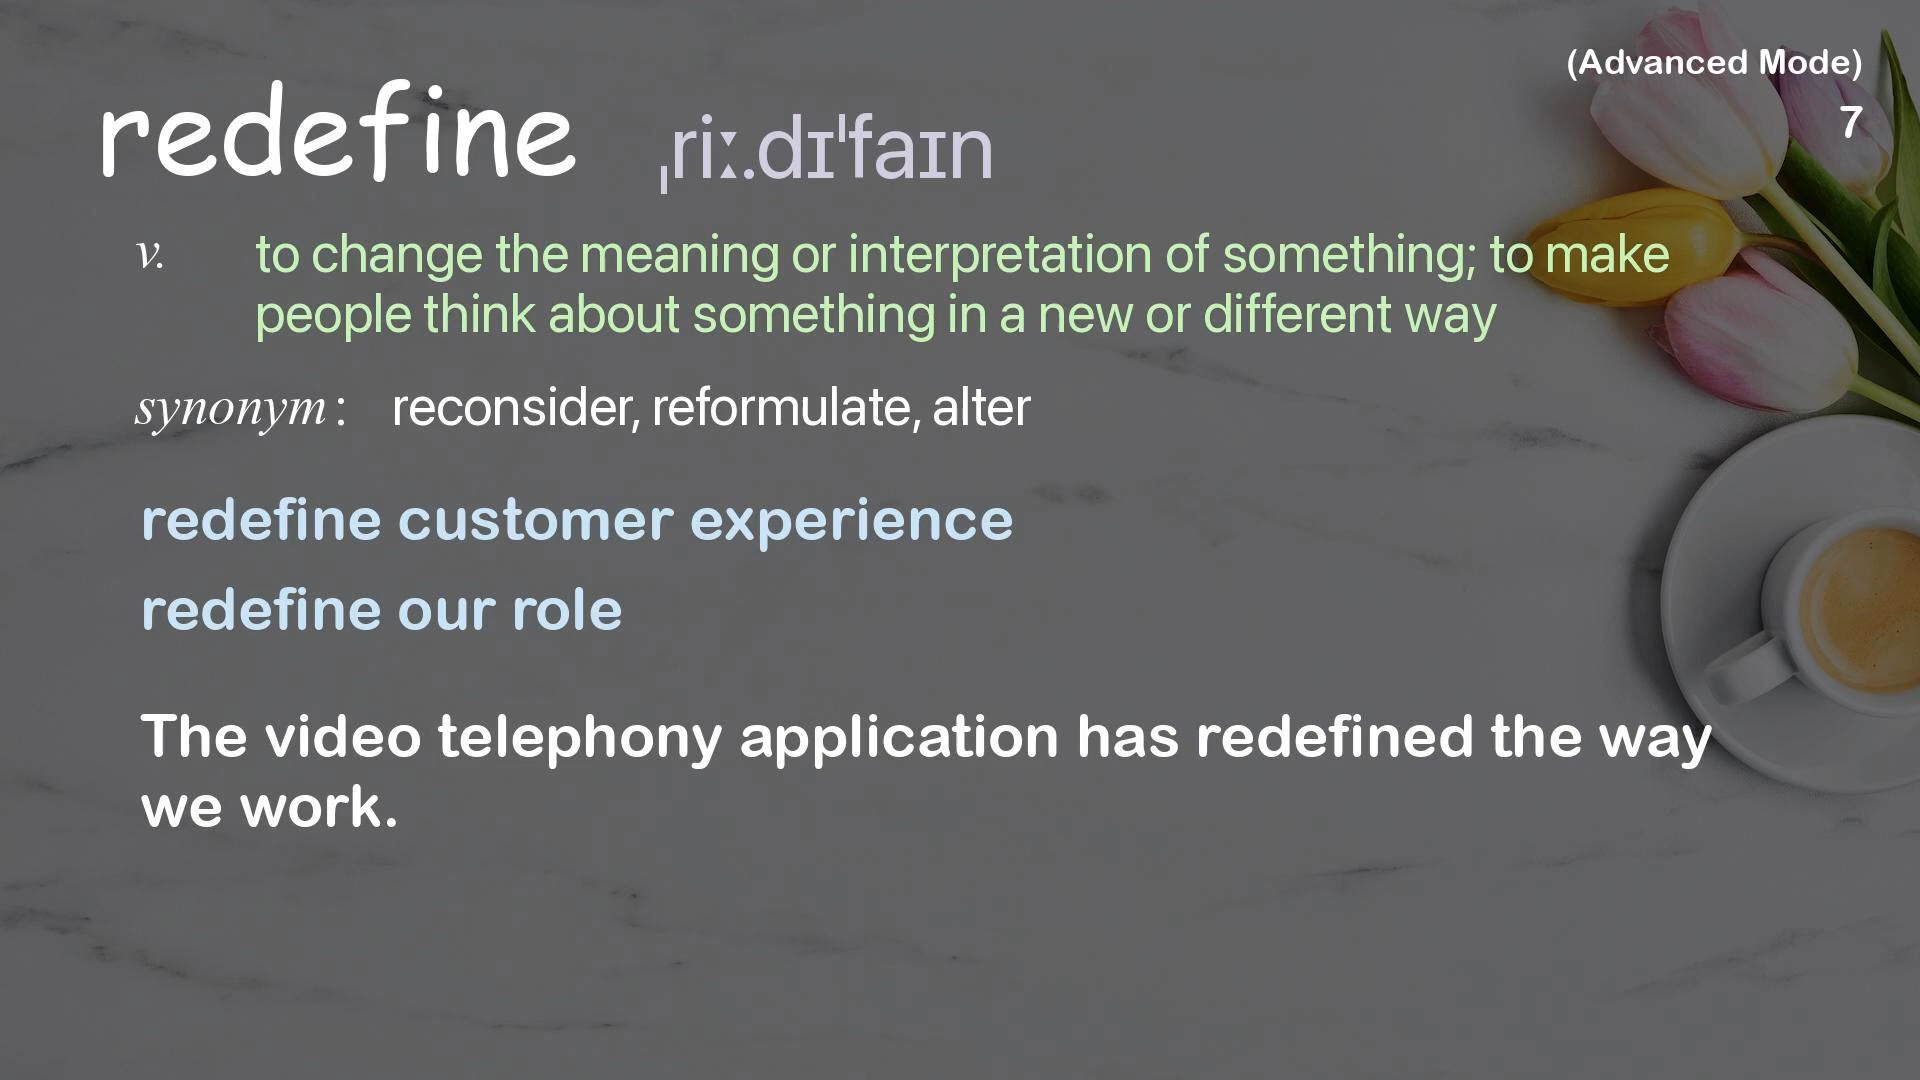 (Advanced Mode)
7
redefine ˌriː.dɪˈfaɪn
v. to change the meaning or interpretation of something; to make
people think about something in a new or different way
synonym : reconsider, reformulate, alter
redefine customer experience
redefine our role
The video telephony application has redefined the way
we work.